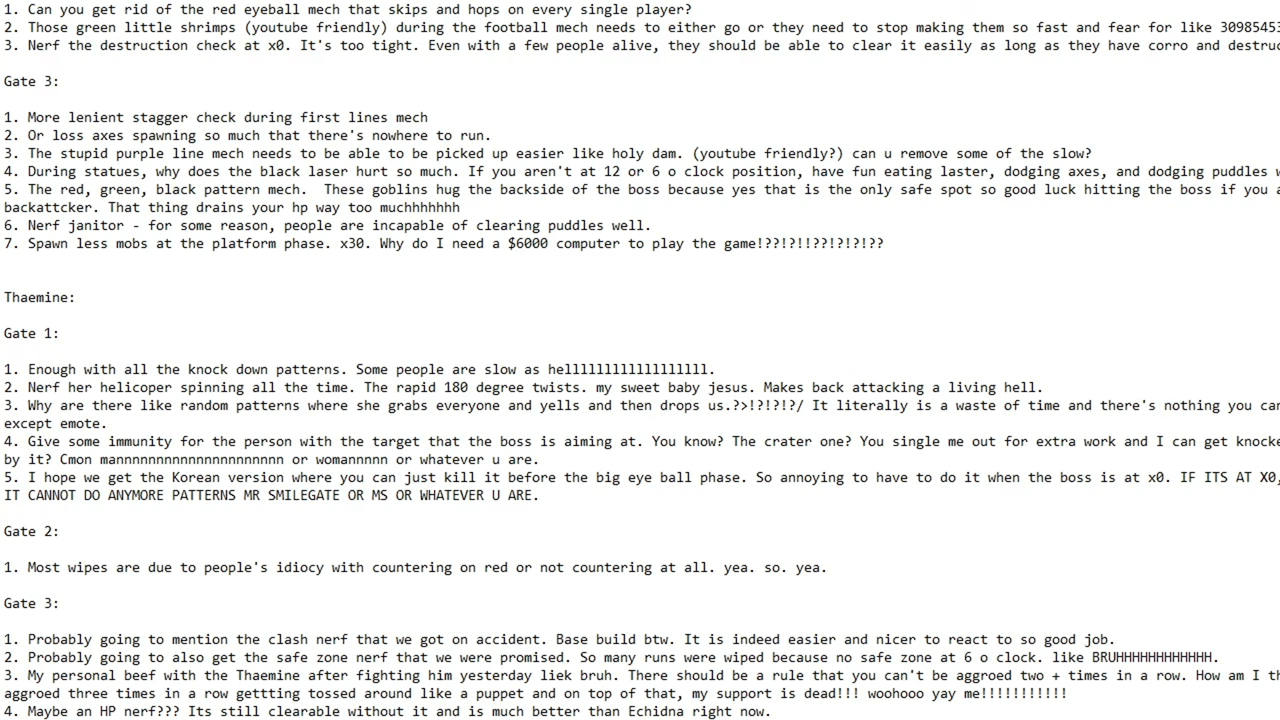 1. Can you get rid of the red eyeball mech that skips and hops on every single player?
2. Those green little shrimps (youtube friendly) during the football mech needs to either go or they need to stop making them so fast and fear for like 30985453
3. Nerf the destruction check at x0. It's too tight. Even with a few people alive, they should be able to clear it easily as long as they have corro and destruc
Gate 3:
1. More lenient stagger check during first lines mech
2. Or loss axes spawning so much that there's nowhere to run.
3. The stupid purple line mech needs to be able to be picked up easier like holy dam. (youtube friendly?) can u remove some of the slow?
4. During statues, why does the black laser hurt so much. If you aren't at 12 or 6 o clock position, have fun eating laster, dodging axes, and dodging puddles w
5. The red, green, black pattern mech.  These goblins hug the backside of the boss because yes that is the only safe spot so good luck hitting the boss if you a
backattcker. That thing drains your hp way too muchhhhhhh
6. Nerf janitor - for some reason, people are incapable of clearing puddles well.
7. Spawn less mobs at the platform phase. x30. Why do I need a $6000 computer to play the game!??!?!!??!?!?!??
Thaemine:
Gate 1:
1. Enough with all the knock down patterns. Some people are slow as hellllllllllllllllll.
2. Nerf her helicoper spinning all the time. The rapid 180 degree twists. my sweet baby jesus. Makes back attacking a living hell.
3. Why are there like random patterns where she grabs everyone and yells and then drops us.?>!?!?!?/ It literally is a waste of time and there's nothing you can
except emote.
4. Give some immunity for the person with the target that the boss is aiming at. You know? The crater one? You single me out for extra work and I can get knocke
by it? Cmon mannnnnnnnnnnnnnnnnnnnn or womannnnn or whatever u are.
5. I hope we get the Korean version where you can just kill it before the big eye ball phase. So annoying to have to do it when the boss is at x0. IF ITS AT X0,
IT CANNOT DO ANYMORE PATTERNS MR SMILEGATE OR MS OR WHATEVER U ARE.
Gate 2:
1. Most wipes are due to people's idiocy with countering on red or not countering at all. yea. so. yea.
Gate 3:
1. Probably going to mention the clash nerf that we got on accident. Base build btw. It is indeed easier and nicer to react to so good job.
2. Probably going to also get the safe zone nerf that we were promised. So many runs were wiped because no safe zone at 6 o clock. like BRUHHHHHHHHHHHH.
3. My personal beef with the Thaemine after fighting him yesterday liek bruh. There should be a rule that you can't be aggroed two + times in a row. How am I th
aggroed three times in a row gettting tossed around like a puppet and on top of that, my support is dead!!! woohooo yay me!!!!!!!!!!!
4. Maybe an HP nerf??? Its still clearable without it and is much better than Echidna right now.